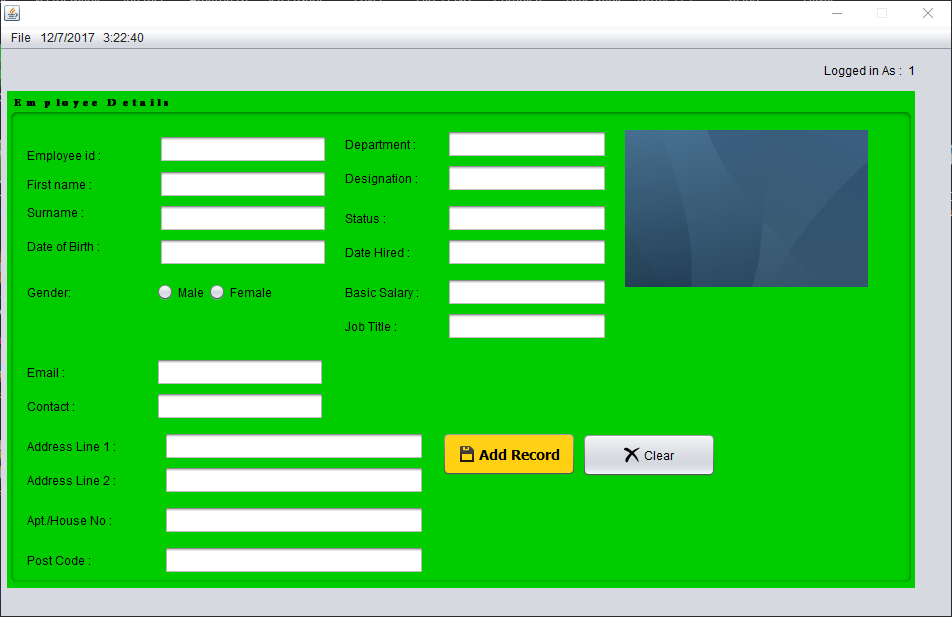 File 12/7/2017 3:22:40
Logged in As : 1
Employee Details
Employee id :
First name :
Surname :
Date of Birth :
Gender: Male Female
Department :
Designation :
Status :
Date Hired :
Basic Salary :
Job Title :
Email :
Contact :
Address Line 1 :
Address Line 2 :
Apt./House No :
Post Code :
Add Record
Clear